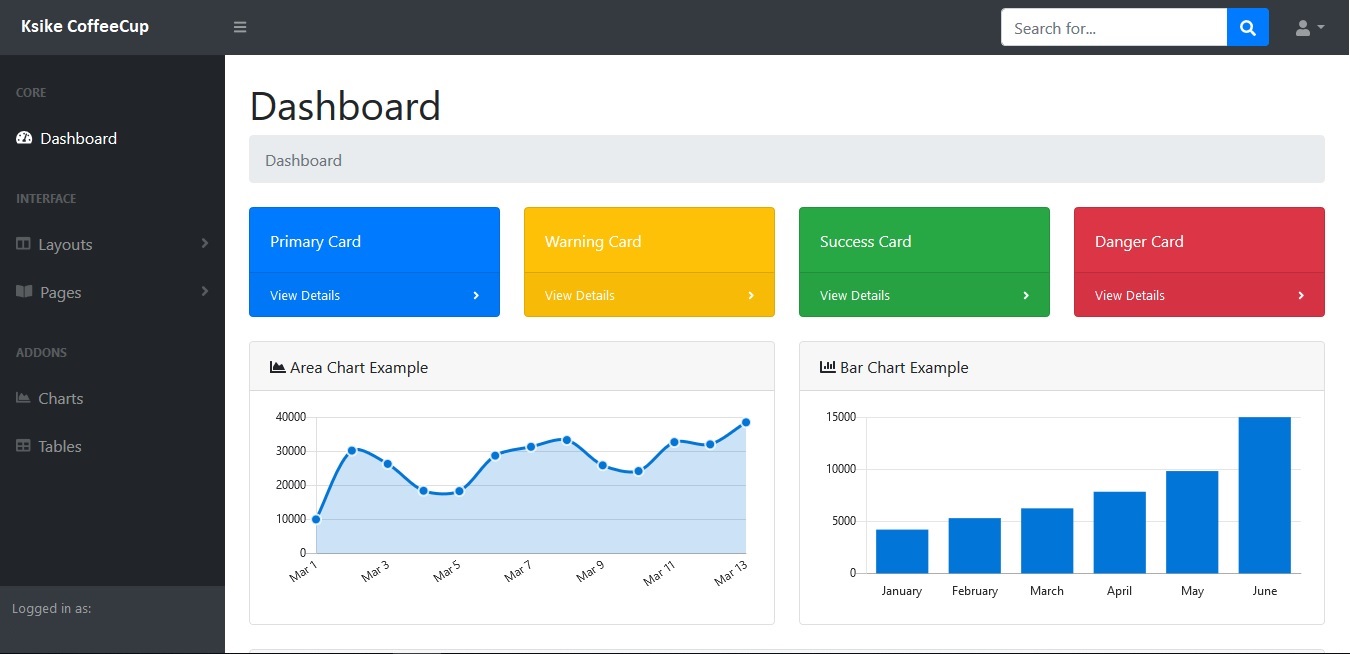 Ksike CoffeeCup
Search for...
CORE
Dashboard
INTERFACE
Layouts
Pages
ADDONS
Charts
Tables
Logged in as:
Dashboard
Dashboard
Primary Card
View Details
Warning Card
View Details
Success Card
View Details
Danger Card
View Details
Area Chart Example
40000
30000
20000
10000
0
Mar 1
Mar 3
Mar 5
Mar 7
Mar 9
Mar 11
Mar 13
Bar Chart Example
15000
10000
5000
0
January
February
March
April
May
June